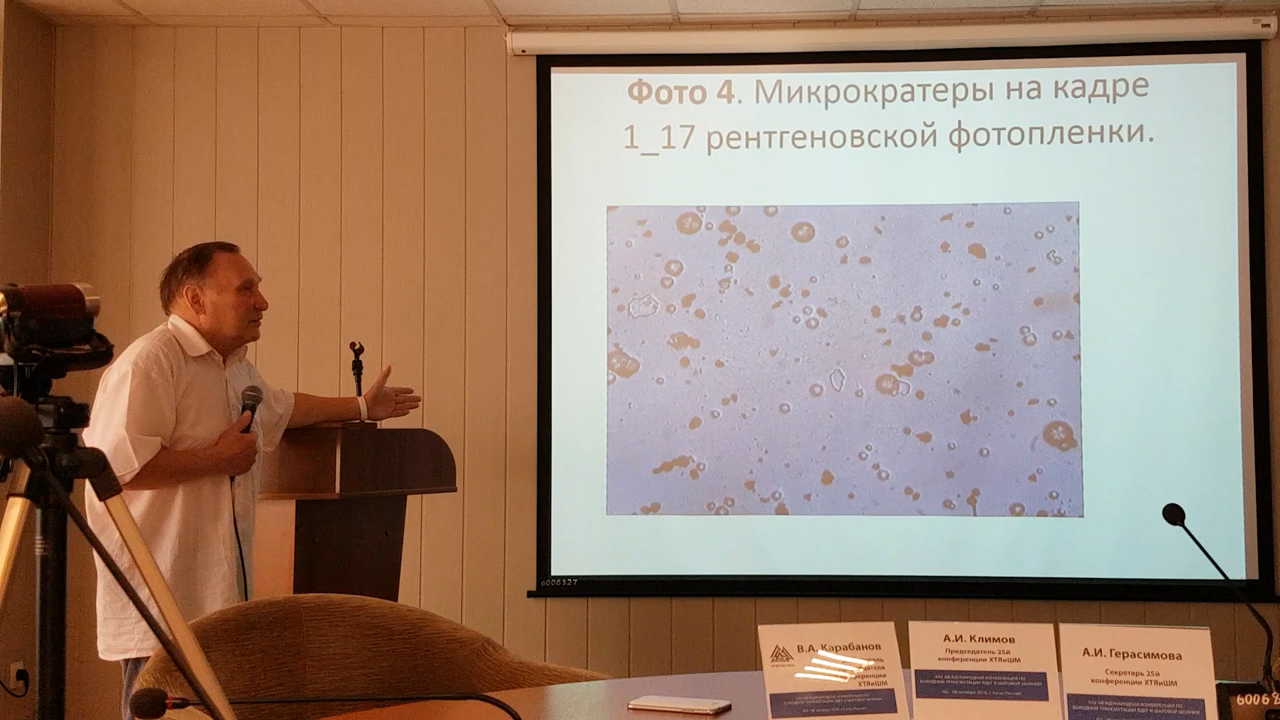 Фото 4. Микрократеры на кадре
1_17 рентгеновской фотопленки.
6006527
В.А. Карабанов
А.И. Климов
Председатель 25й
конференции ХТЯиШМ
А.И. Герасимова
Секретарь 25й
конференции ХТЯиШМ